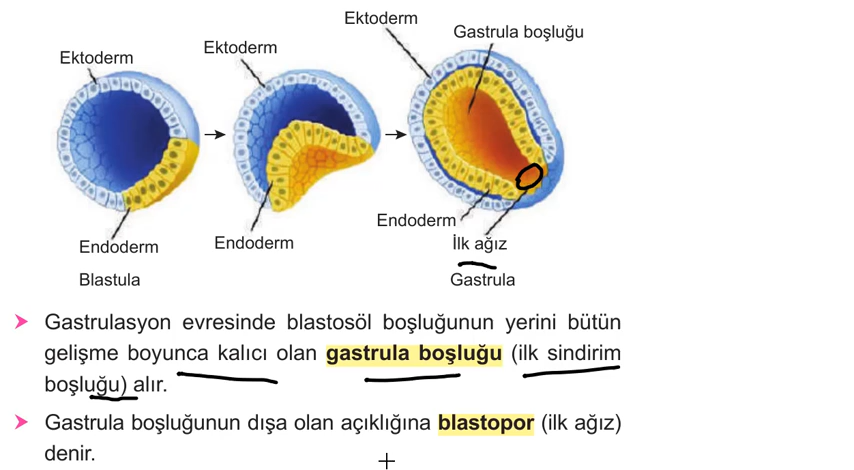 Ektoderm
Gastrula boşluğu
Ektoderm
Ektoderm
Endoderm
İlk ağız
Endoderm
Endoderm
Blastula
Gastrula
Gastrulasyon evresinde blastosöl boşluğunun yerini bütün
gelişme boyunca kalıcı olan gastrula boşluğu (ilk sindirim
boşluğu) alır.
Gastrula boşluğunun dışa olan açıklığına blastopor (ilk ağız)
denir.